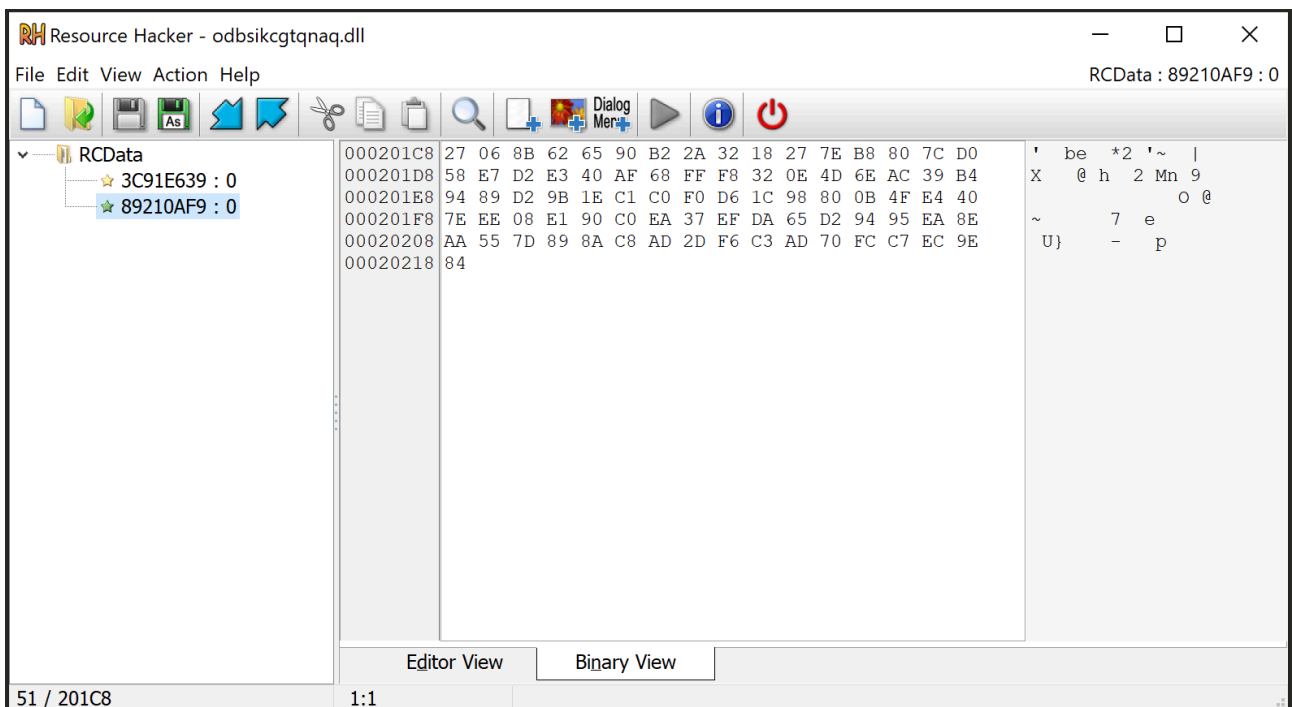 RH Resource Hacker - odbsikcgtqnaq.dll
File Edit View Action Help
RCData : 89210AF9 : 0
As
Dialog
Menu
RCData
3C91E639 : 0
89210AF9 : 0
000201C8 27 06 8B 62 65 90 B2 2A 32 18 27 7E B8 80 7C D0 ' be *2 '~ |
000201D8 58 E7 D2 E3 40 AF 68 FF F8 32 0E 4D 6E AC 39 B4 X @ h 2 Mn 9
000201E8 94 89 D2 9B 1E C1 C0 F0 D6 1C 98 80 0B 4F E4 40 O @
000201F8 7E EE 08 E1 90 C0 EA 37 EF DA 65 D2 94 95 EA 8E ~ 7 e
00020208 AA 55 7D 89 8A C8 AD 2D F6 C3 AD 70 FC C7 EC 9E U} - p
00020218 84
Editor View
Binary View
51 / 201C8
1:1